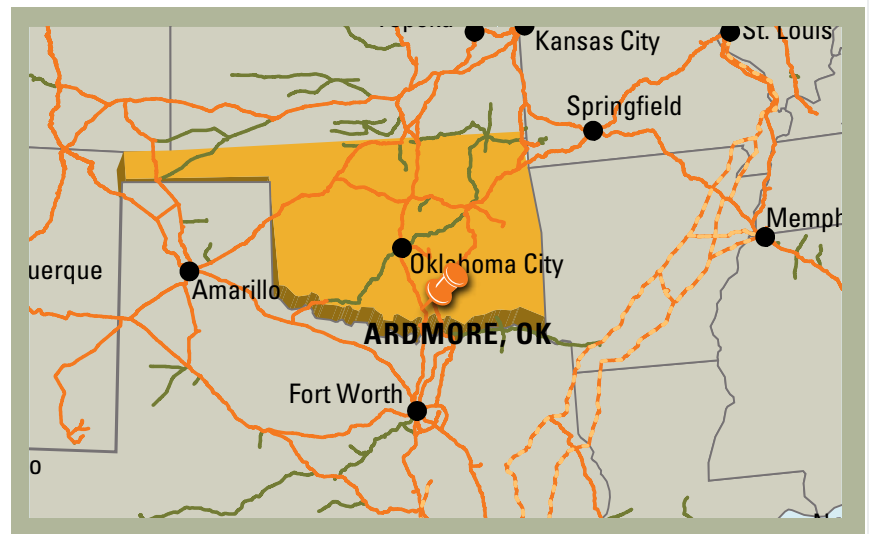 Kansas City
St. Louis
Springfield
Memph
uerque
Oklahoma City
Amarillo
ARDMORE, OK
Fort Worth
o